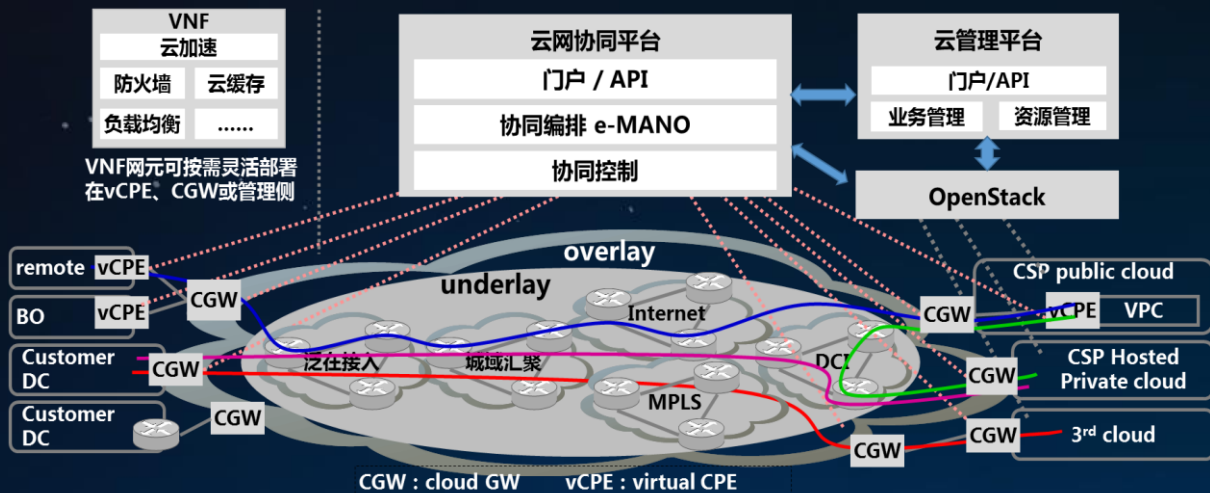 VNF
云加速
防火墙
云缓存
负载均衡
......
VNF网元可按需灵活部署
在vCPE、CGW或管理侧
云网协同平台
门户 / API
协同编排 e-MANO
协同控制
云管理平台
门户/API
业务管理
资源管理
OpenStack
overlay
underlay
remote
vCPE
BO
vCPE
CGW
Customer
DC
CGW
Customer
DC
CGW
泛在接入
城域汇聚
Internet
MPLS
DCI
CGW
CSP public cloud
vCPE
VPC
CGW
CSP Hosted
Private cloud
CGW
CGW
3rd cloud
CGW : cloud GW vCPE : virtual CPE